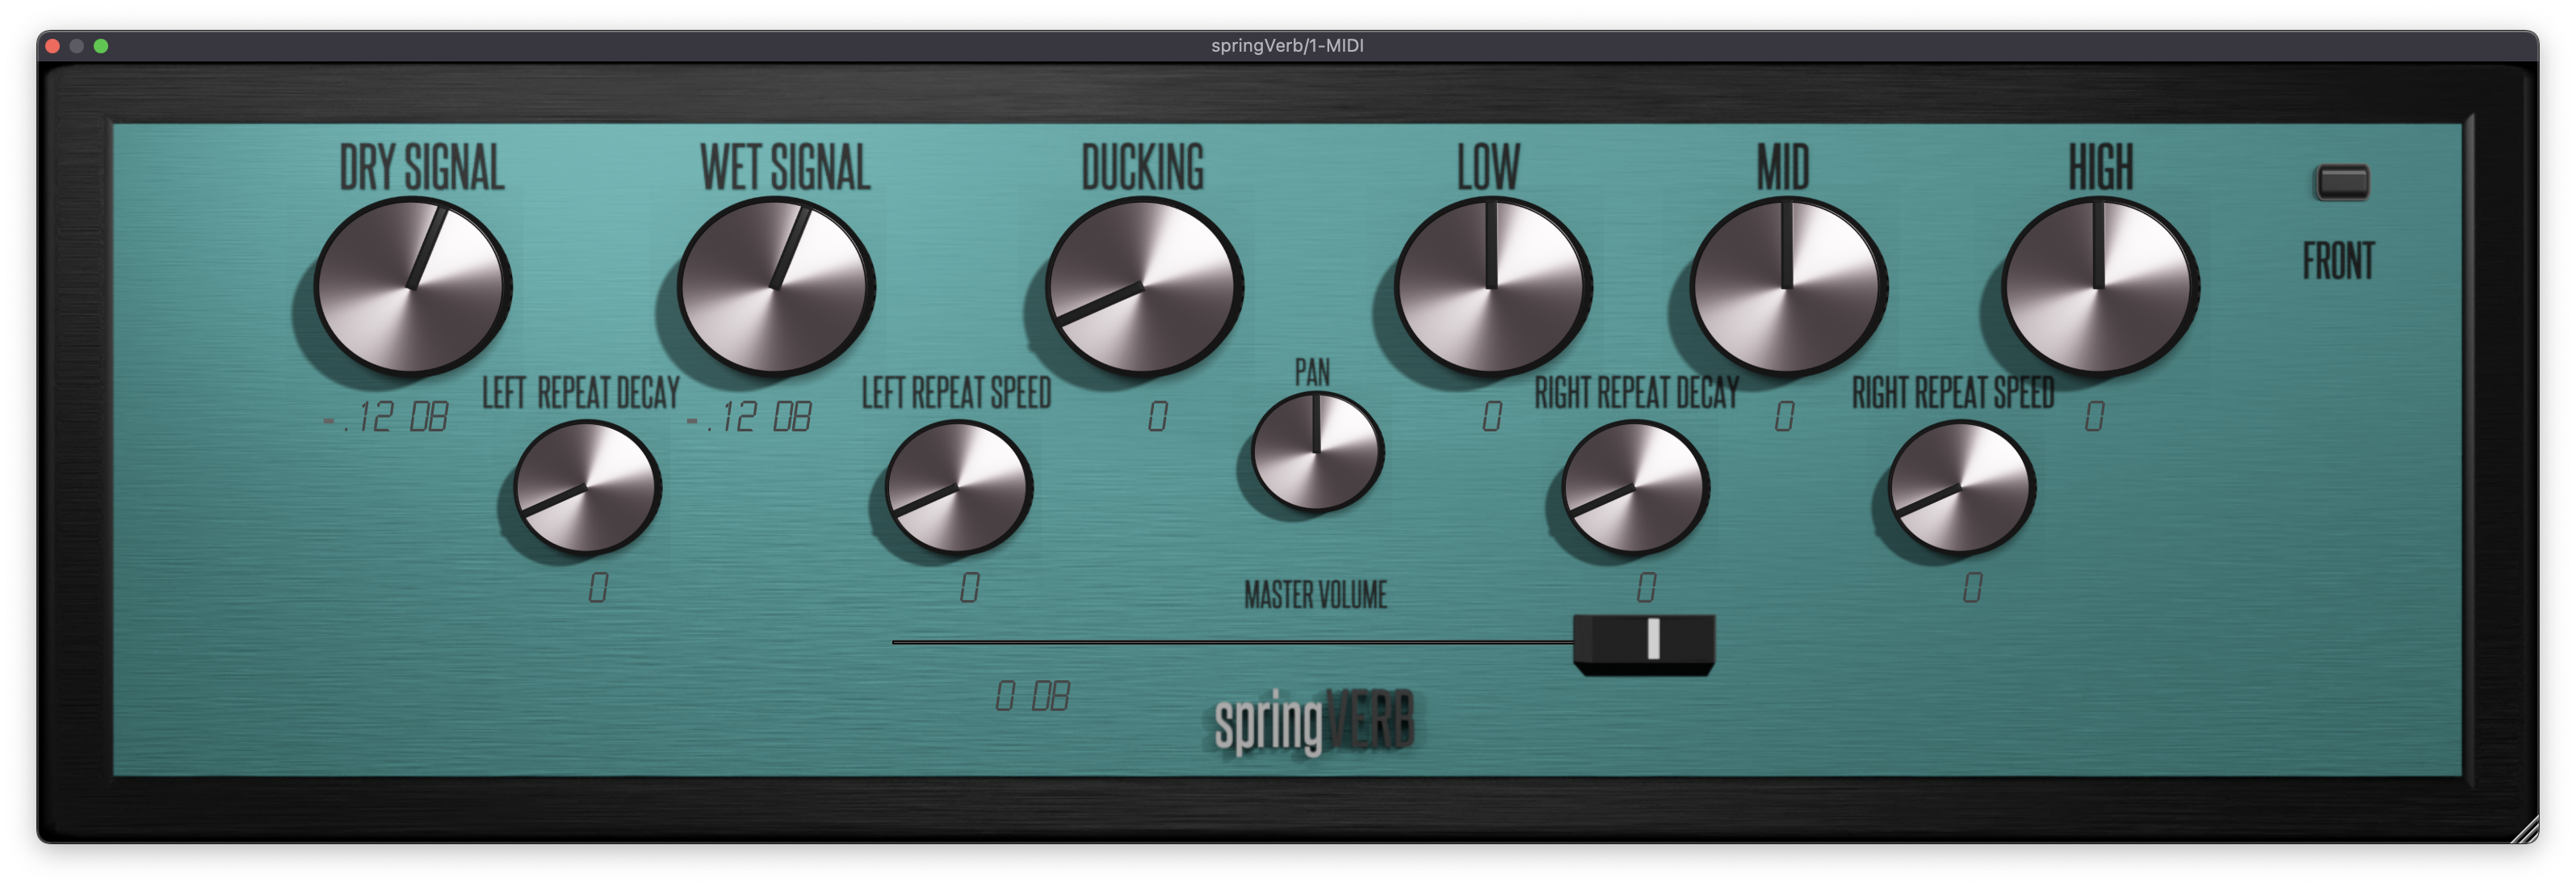 springVerb/1-MIDI
DRY SIGNAL
WET SIGNAL
DUCKING
LOW
MID
HIGH
FRONT
PAN
LEFT REPEAT DECAY
LEFT REPEAT SPEED
RIGHT REPEAT DECAY
RIGHT REPEAT SPEED
-.12 DB
-.12 DB
0
0
0
0
0
0
0
0
MASTER VOLUME
0 DB
springVERB